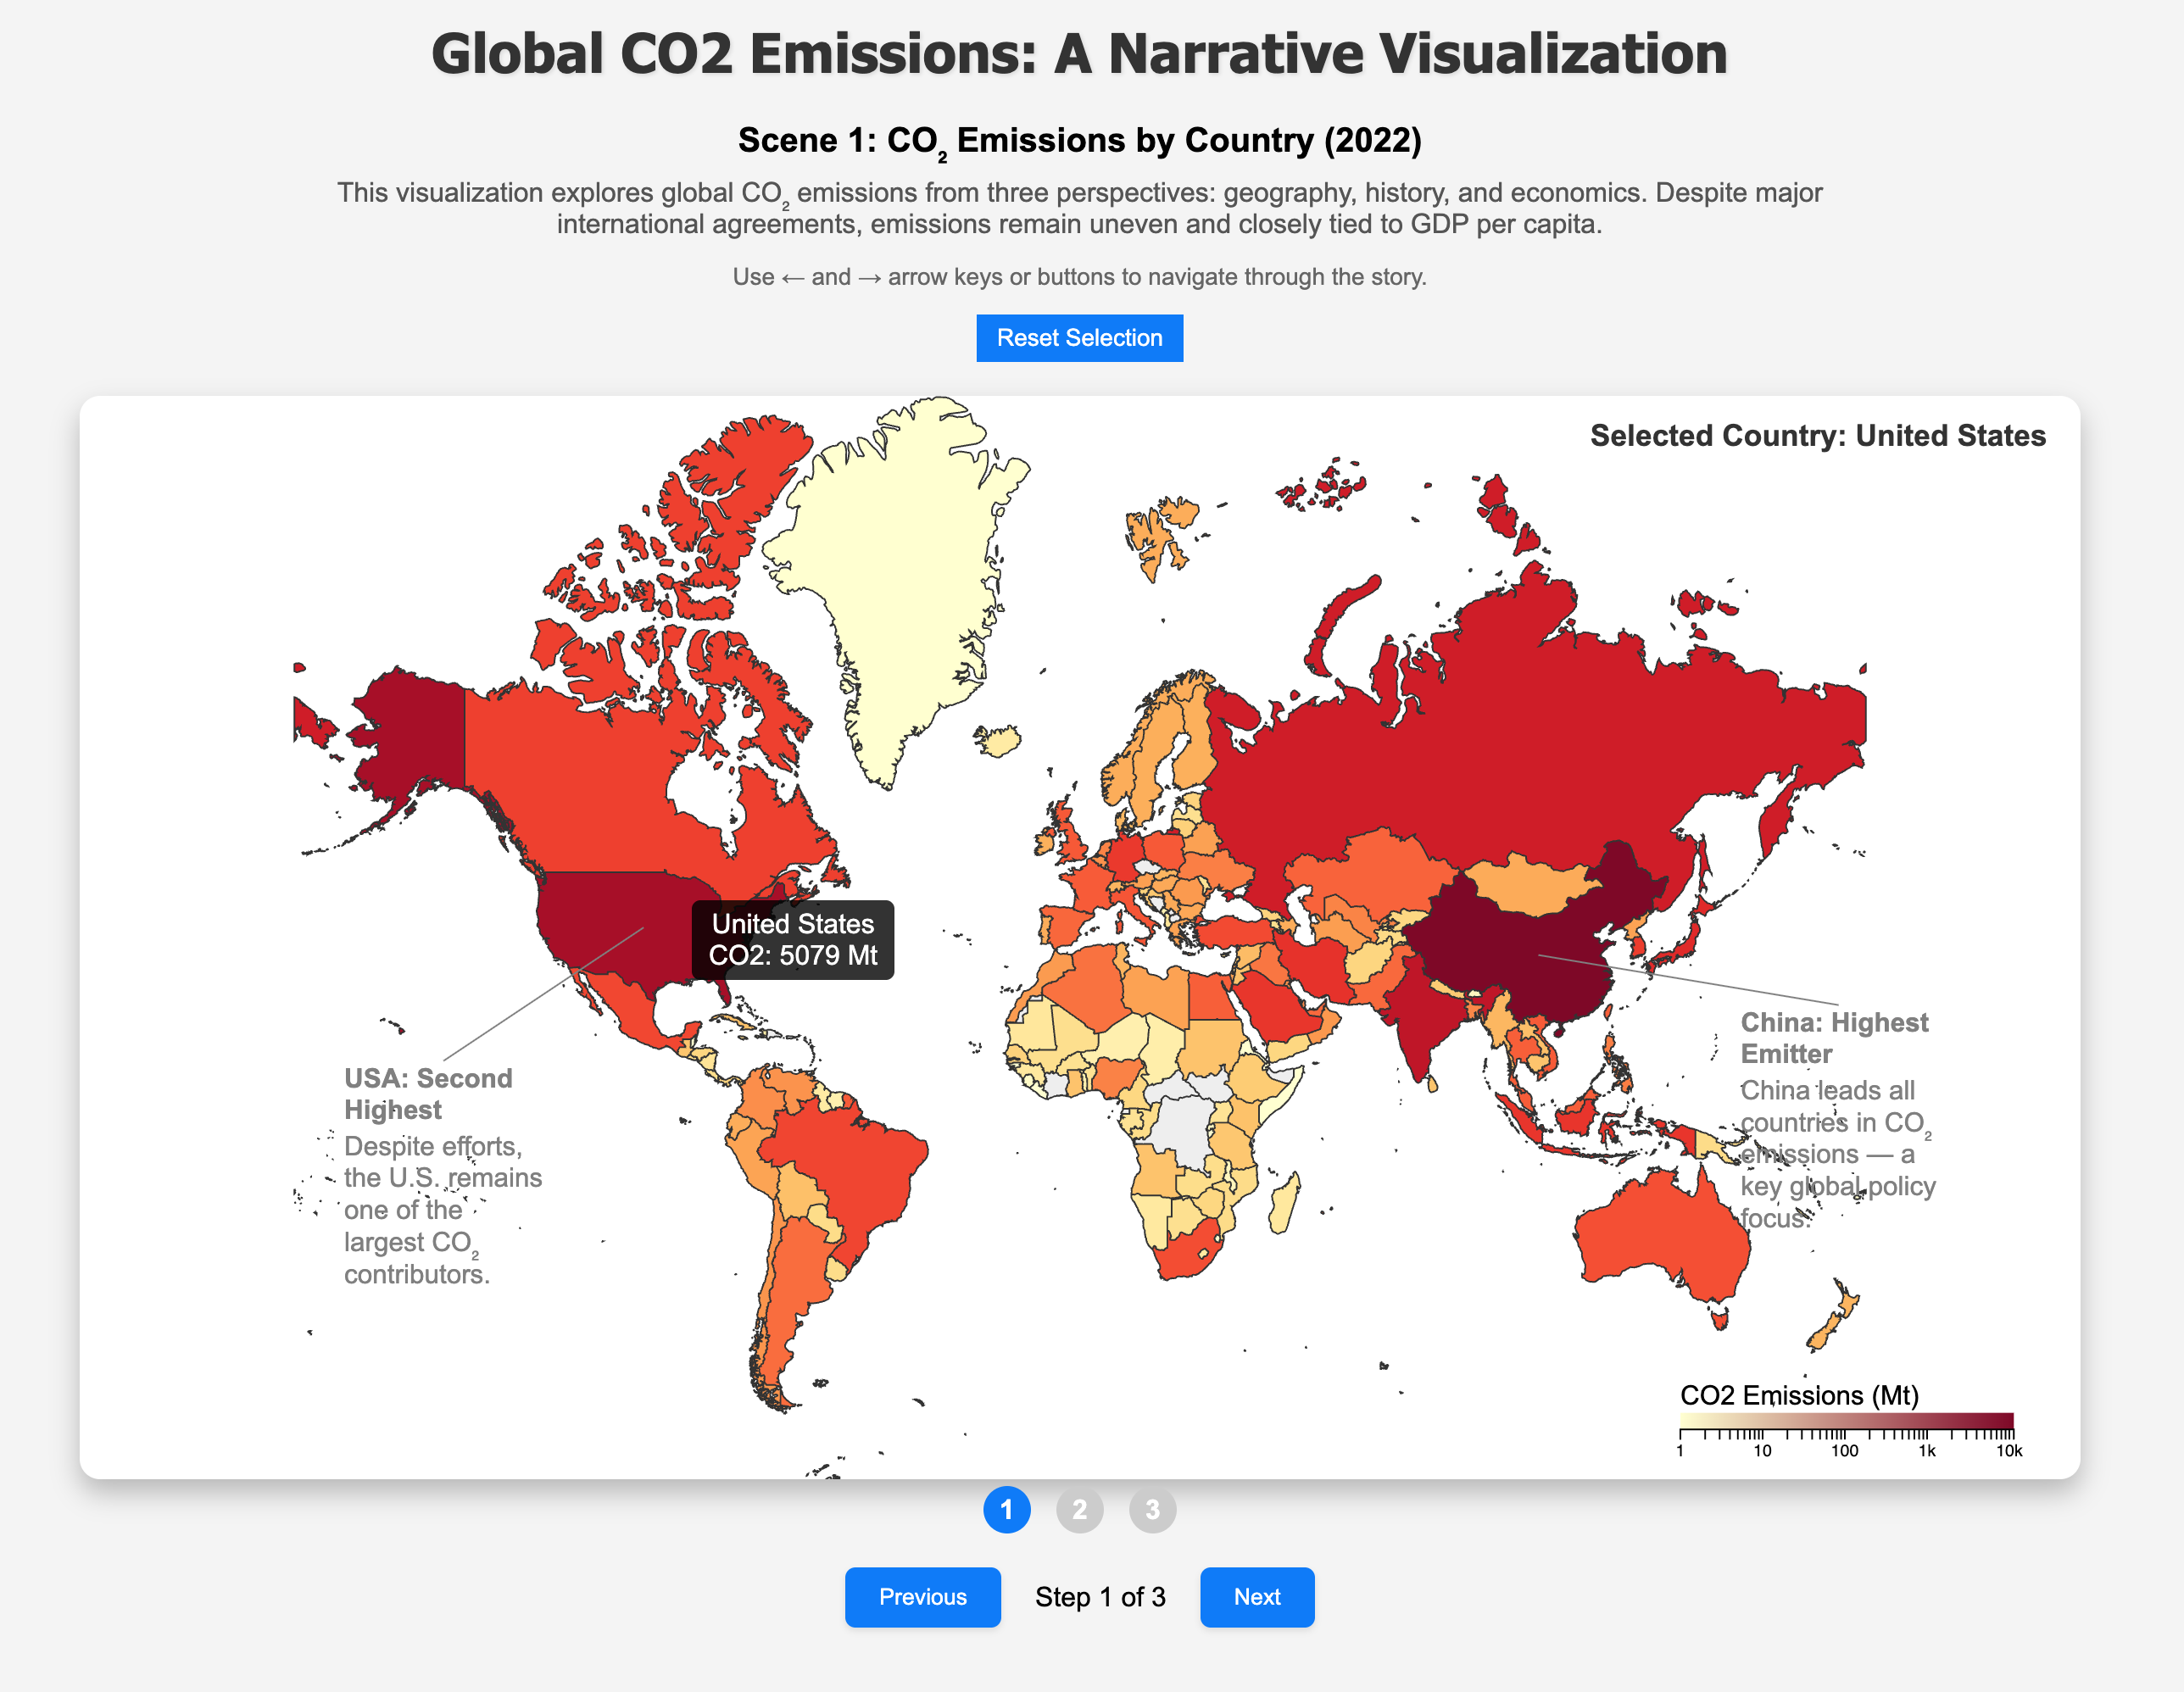 Global CO2 Emissions: A Narrative Visualization
Scene 1: CO₂ Emissions by Country (2022)
This visualization explores global CO₂ emissions from three perspectives: geography, history, and economics. Despite major
international agreements, emissions remain uneven and closely tied to GDP per capita.
Use ← and → arrow keys or buttons to navigate through the story.
Reset Selection
Selected Country: United States
United States
CO2: 5079 Mt
USA: Second
Highest
Despite efforts,
the U.S. remains
one of the
largest CO₂
contributors.
China: Highest
Emitter
China leads all
countries in CO₂
emissions — a
key global policy
focus.
CO2 Emissions (Mt)
1 10 100 1k 10k
1 2 3
Previous Step 1 of 3 Next